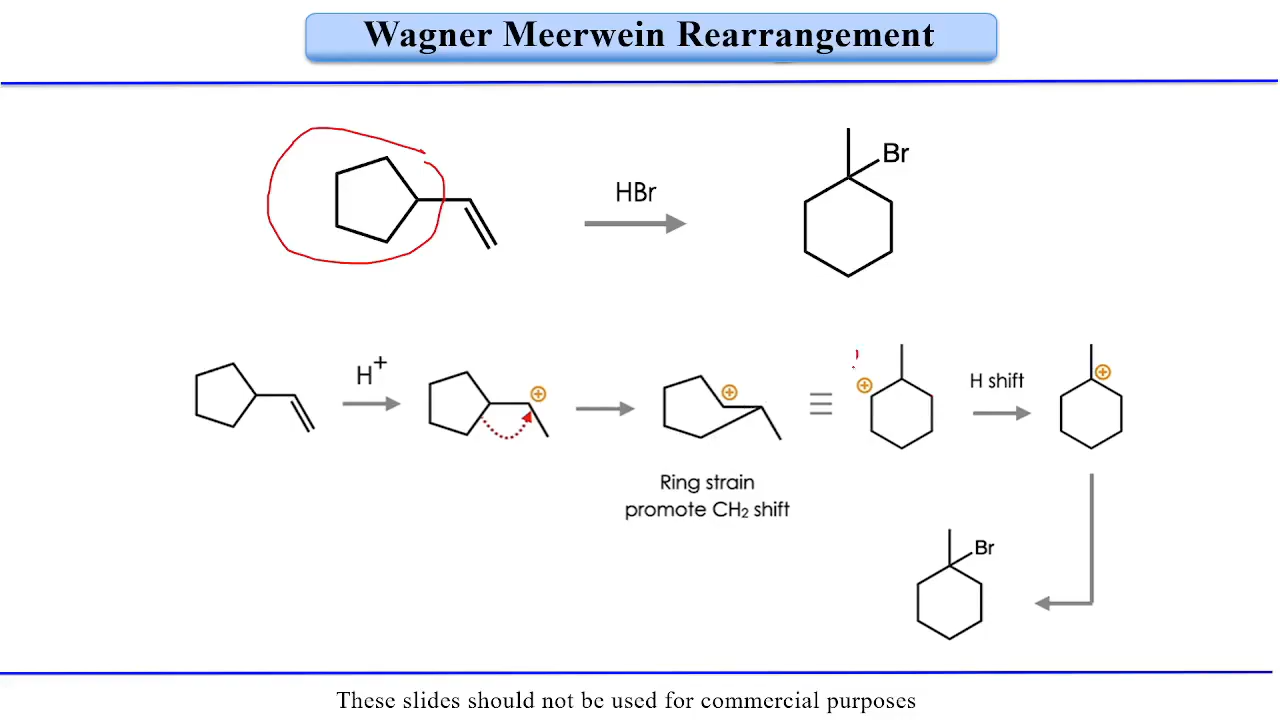 Wagner Meerwein Rearrangement
HBr
Br
H+
H shift
Ring strain
promote CH2 shift
Br
These slides should not be used for commercial purposes